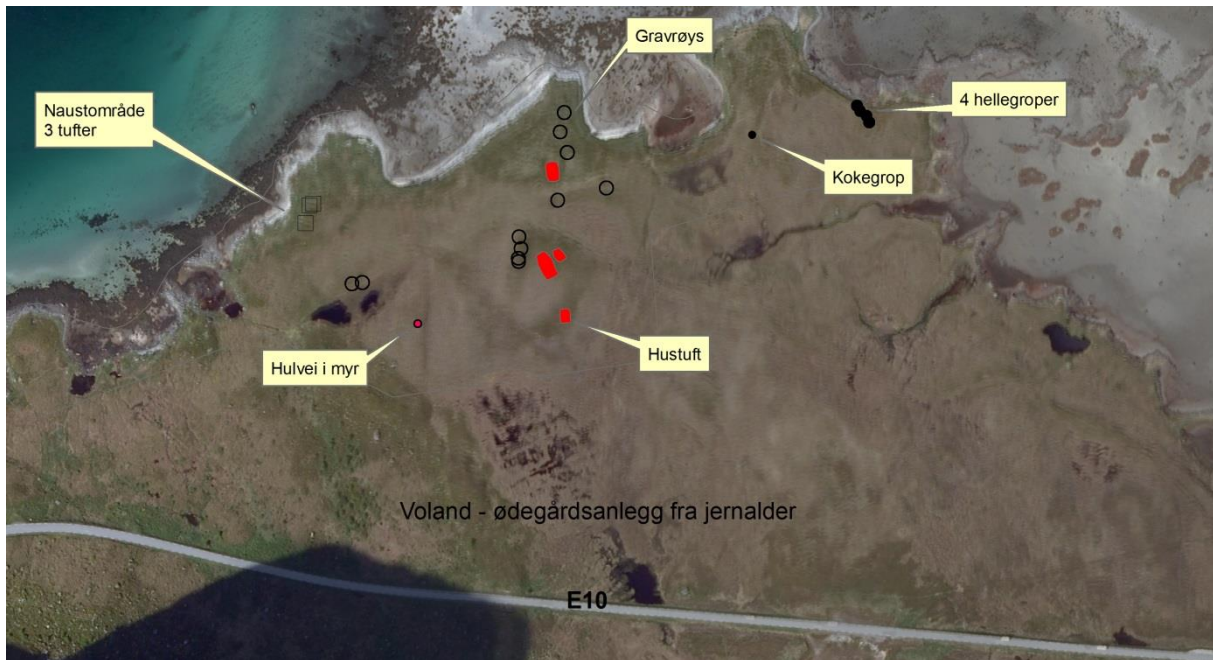 Gravrøys
Naustområde
3 tufter
4 hellegroper
Kokegrop
Hulvei i myr
Hustuft
Voland - ødegårdsanlegg fra jernalder
E10